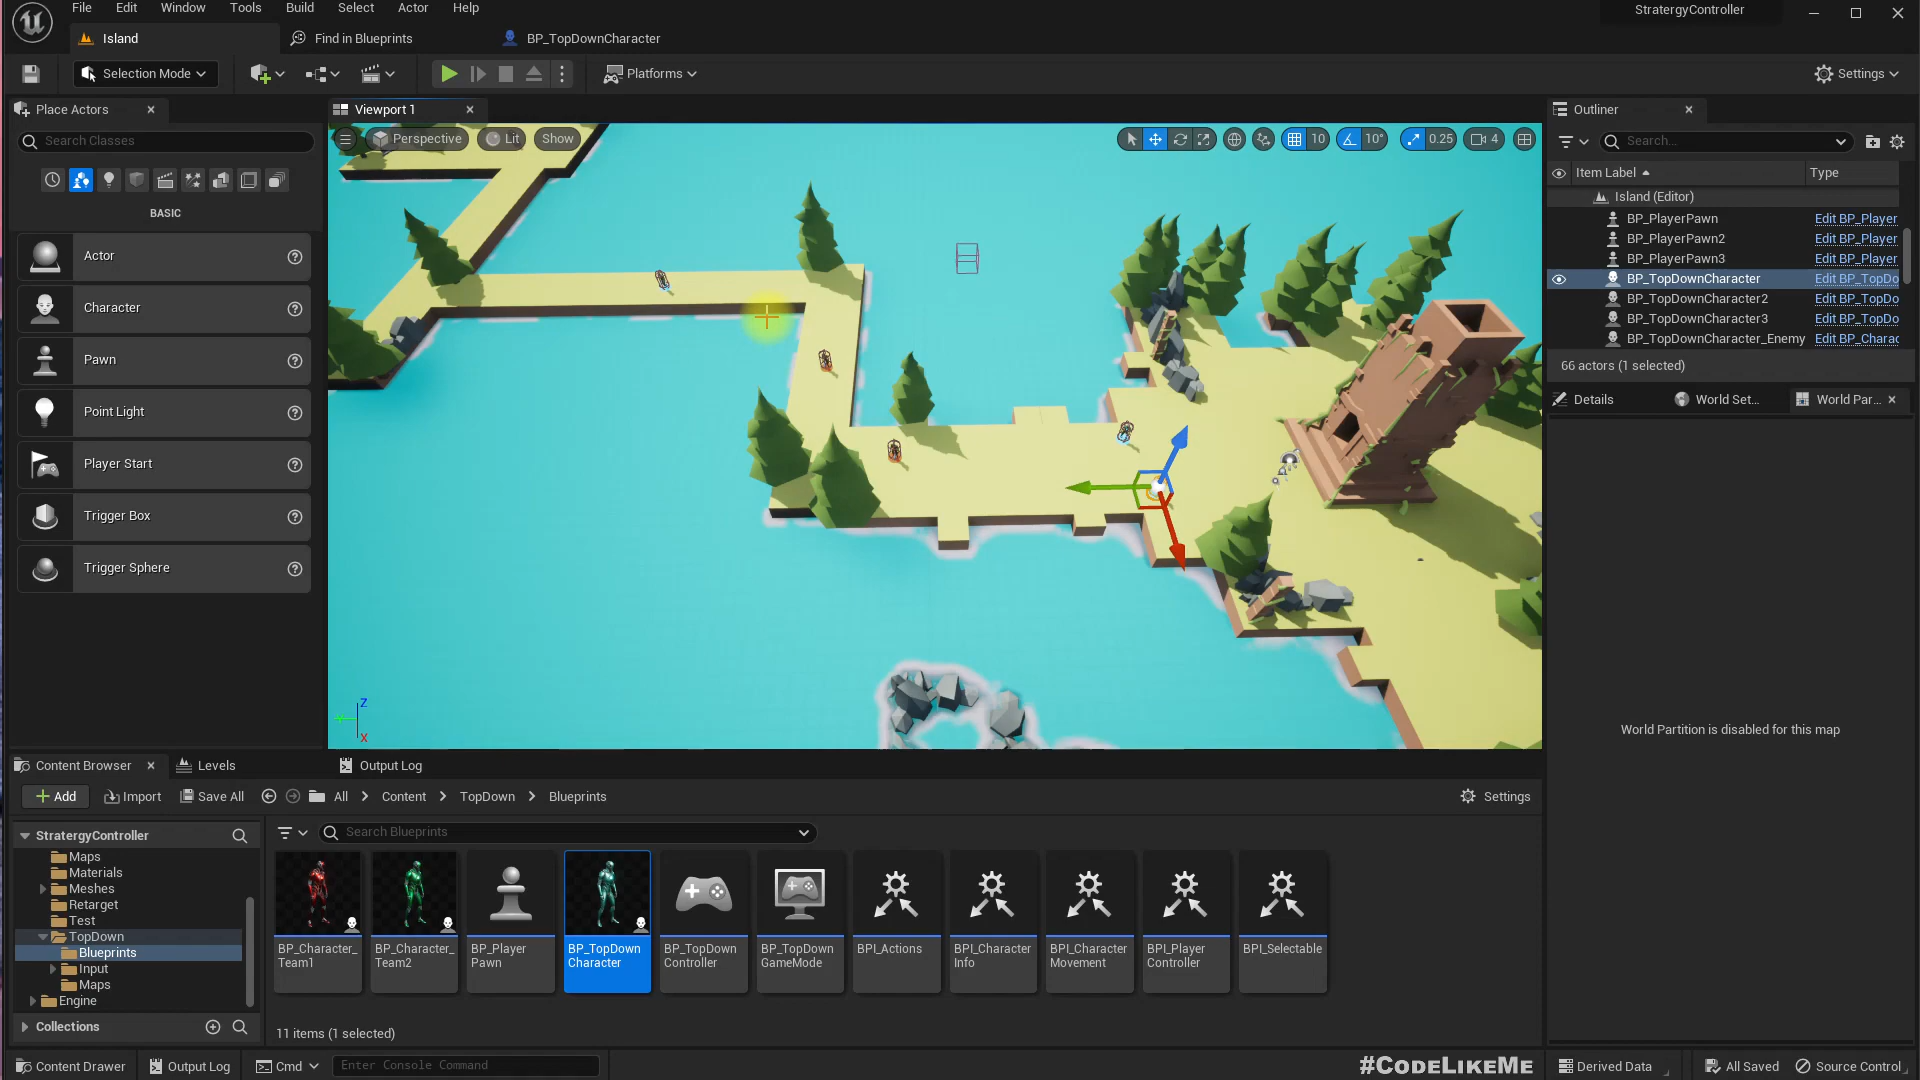 File Edit Window Tools Build Select Actor Help
StratergyController
Island
Find in Blueprints
BP_TopDownCharacter
Selection Mode
Platforms
Settings
Place Actors
Search Classes
BASIC
Actor
Character
Pawn
Point Light
Player Start
Trigger Box
Trigger Sphere
Viewport 1
Perspective Lit Show
10 10° 0.25 4
Z
X
Outliner
Search...
Item Label Type
Island (Editor)
BP_PlayerPawn Edit BP_Player
BP_PlayerPawn2 Edit BP_Player
BP_PlayerPawn3 Edit BP_Player
BP_TopDownCharacter Edit BP_TopDo
BP_TopDownCharacter2 Edit BP_TopDo
BP_TopDownCharacter3 Edit BP_TopDo
BP_TopDownCharacter_Enemy Edit BP_Charac
66 actors (1 selected)
Details World Set... World Par...
World Partition is disabled for this map
Content Browser Levels Output Log
Add Import Save All All Content TopDown Blueprints Settings
StratergyController
Maps
Materials
Meshes
Retarget
Test
TopDown
Blueprints
Input
Maps
Engine
Collections
Search Blueprints
BP_Character_
Team1
BP_Character_
Team2
BP_Player
Pawn
BP_TopDown
Character
BP_TopDown
Controller
BP_TopDown
GameMode
BPI_Actions
BPI_Character
Info
BPI_Character
Movement
BPI_Player
Controller
BPI_Selectable
11 items (1 selected)
Content Drawer Output Log Cmd Enter Console Command
#CodeLikeMe
Derived Data All Saved Source Control